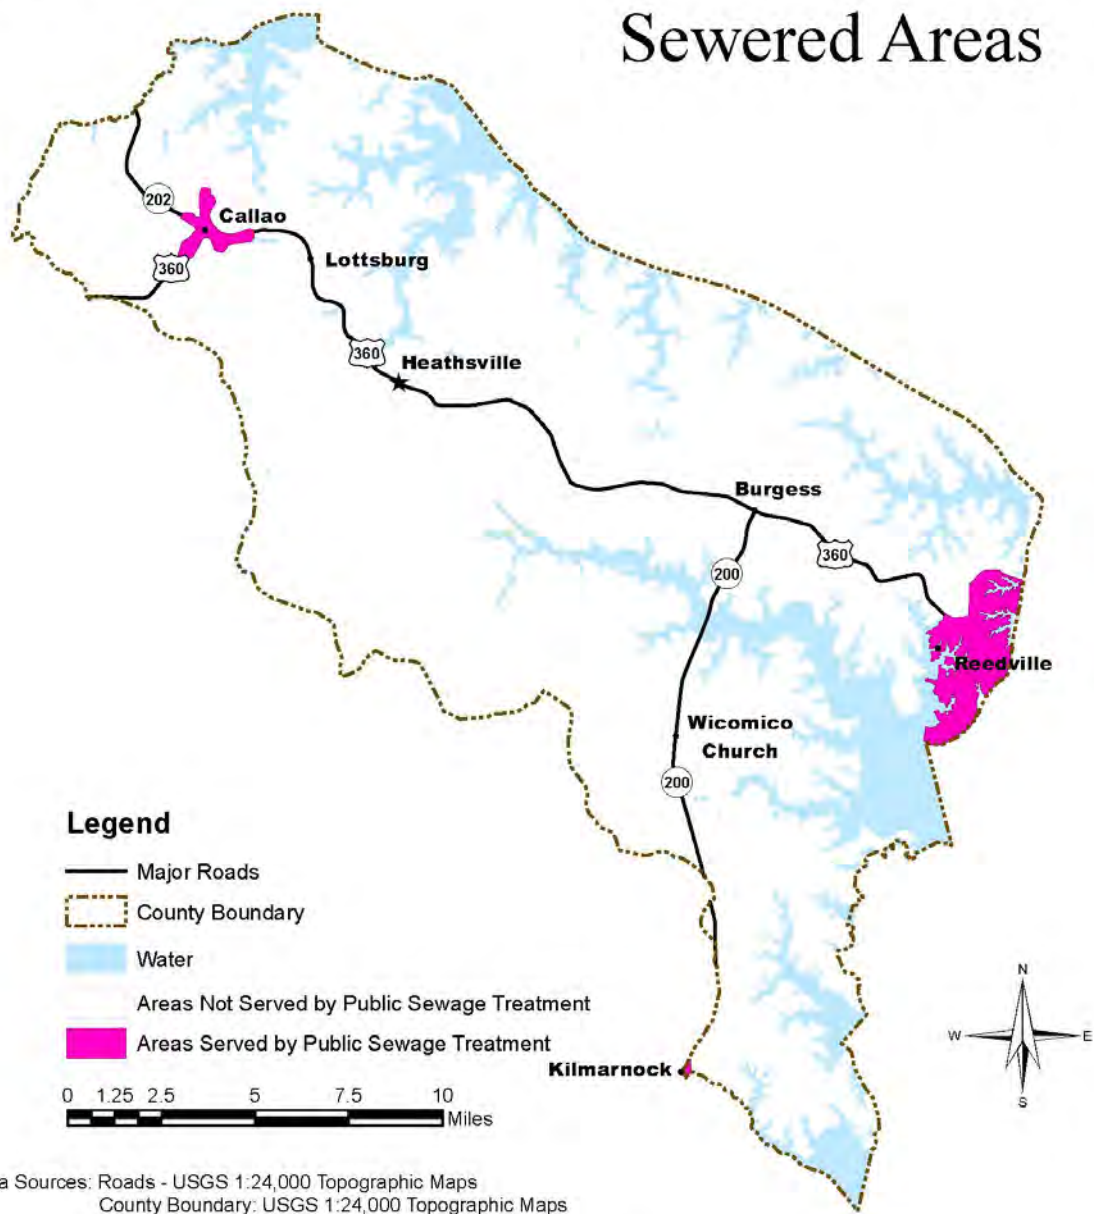 Sewered Areas
202
Callao
360
Lottsburg
360
Heathsville
Burgess
360
200
Reedville
Wicomico
Church
200
Legend
Major Roads
County Boundary
Water
Areas Not Served by Public Sewage Treatment
Areas Served by Public Sewage Treatment
N
W E
S
Kilmarnock
0 1.25 2.5 5 7.5 10
Miles
a Sources: Roads - USGS 1:24,000 Topographic Maps
County Boundary: USGS 1:24,000 Topographic Maps